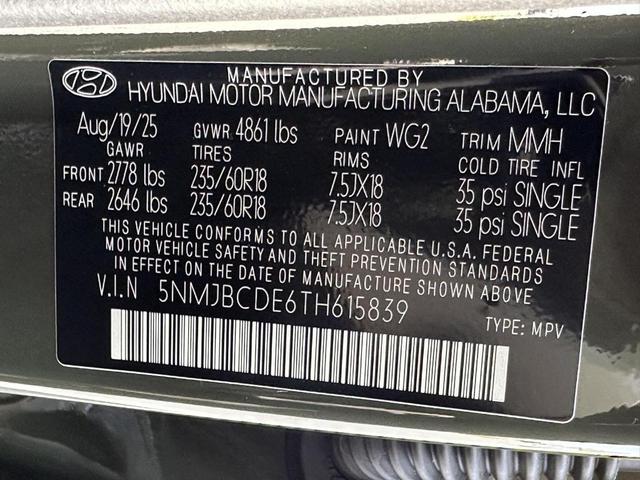 MANUFACTURED BY
HYUNDAI MOTOR MANUFACTURING ALABAMA, LLC
Aug/19/25 GVWR 4861 lbs PAINT WG2 TRIM MMH
GAWR TIRES RIMS COLD TIRE INFL
FRONT 2778 lbs 235/60R18 7.5JX18 35 psi SINGLE
REAR 2646 lbs 235/60R18 7.5JX18 35 psi SINGLE
THIS VEHICLE CONFORMS TO ALL APPLICABLE U.S.A. FEDERAL
MOTOR VEHICLE SAFETY AND THEFT PREVENTION STANDARDS
IN EFFECT ON THE DATE OF MANUFACTURE SHOWN ABOVE
V.I.N 5NMJBCDE6TH615839
TYPE: MPV